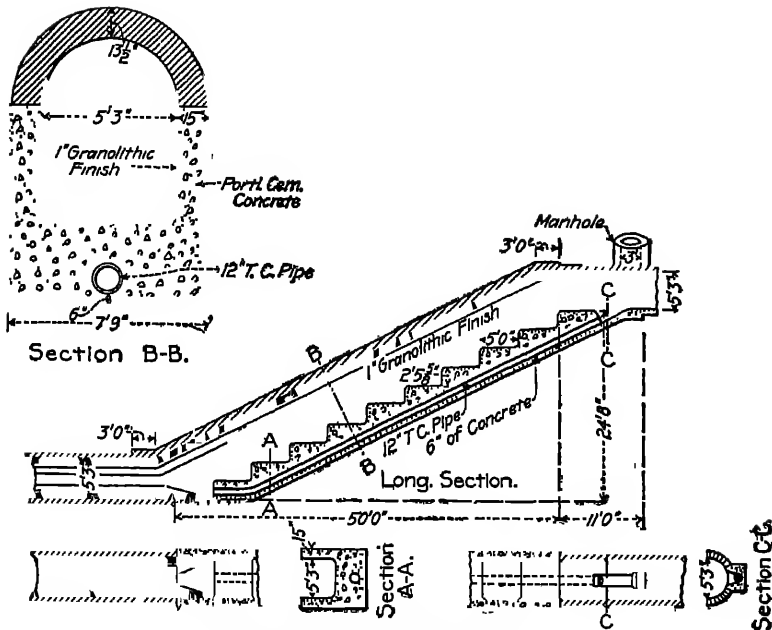 13½"
5'3"
15"
1" Granolithic
Finish
Portl. Cem.
Concrete
12" T.C. Pipe
6"
7'9"
Section B-B.
Manhole
3'0"
C
5'3"
B
1" Granolithic Finish
5'0"
C
2'5⅝"
3'0"
12" T.C. Pipe
6" of Concrete
24'8"
5'3"
A
B
Long. Section.
A
50'0"
11'0"
15"
5'3"
Section
A-A.
5'3"
Section C-C.
C